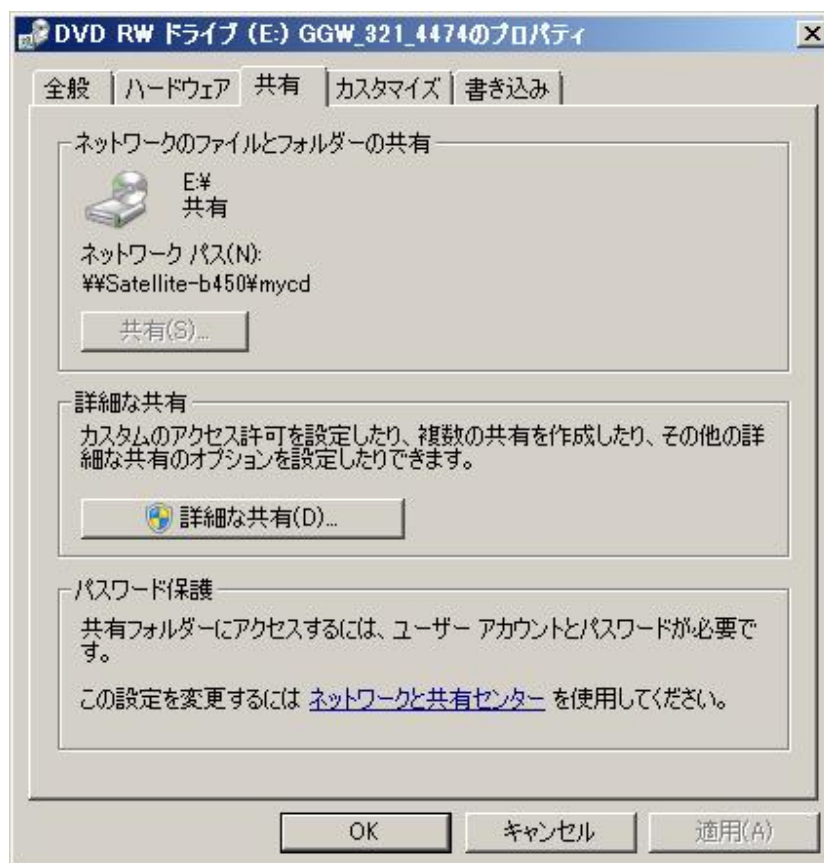 DVD RW ドライブ (E:) GGW_321_4474のプロパティ
全般 ハードウェア 共有 カスタマイズ 書き込み
ネットワークのファイルとフォルダーの共有
E:¥
共有
ネットワーク パス(N):
¥¥Satellite-b450¥mycd
共有(S)...
詳細な共有
カスタムのアクセス許可を設定したり、複数の共有を作成したり、その他の詳
細な共有のオプションを設定したりできます。
詳細な共有(D)...
パスワード保護
共有フォルダーにアクセスするには、ユーザー アカウントとパスワードが必要で
す。
この設定を変更するには ネットワークと共有センター を使用してください。
OK キャンセル 適用(A)